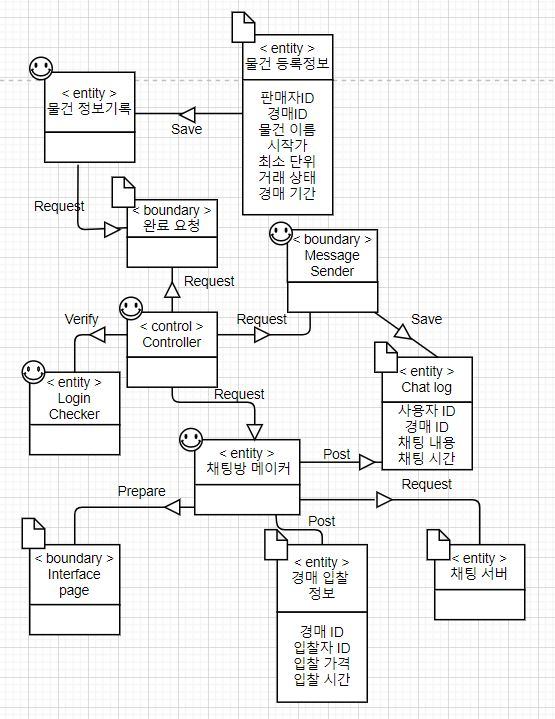 < entity >
물건 등록정보
판매자ID
경매ID
물건 이름
시작가
최소 단위
거래 상태
경매 기간
< entity >
물건 정보기록
Save
Request
< boundary >
완료 요청
Request
< boundary >
Message
Sender
Save
< control >
Controller
Verify
Request
< entity >
Login
Checker
< entity >
Chat log
사용자 ID
경매 ID
채팅 내용
채팅 시간
Request
< entity >
채팅방 메이커
Post
Request
Prepare
Post
< boundary >
Interface
page
< entity >
경매 입찰
정보
경매 ID
입찰자 ID
입찰 가격
입찰 시간
< entity >
채팅 서버